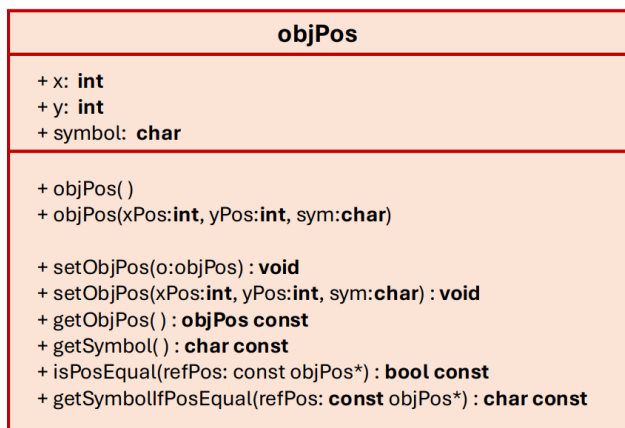 objPos
+ x: int
+ y: int
+ symbol: char
+ objPos( )
+ objPos(xPos:int, yPos:int, sym:char)
+ setObjPos(o:objPos) : void
+ setObjPos(xPos:int, yPos:int, sym:char) : void
+ getObjPos( ) : objPos const
+ getSymbol( ) : char const
+ isPosEqual(refPos: const objPos*) : bool const
+ getSymbolIfPosEqual(refPos: const objPos*) : char const